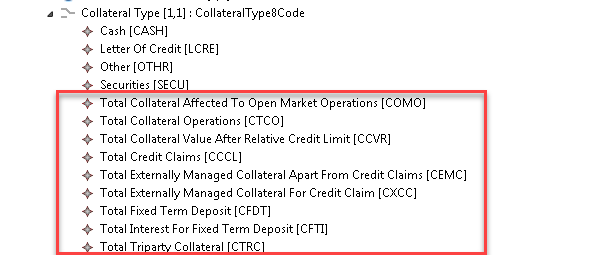 Collateral Type [1,1] : CollateralType8Code
Cash [CASH]
Letter Of Credit [LCRE]
Other [OTHR]
Securities [SECU]
Total Collateral Affected To Open Market Operations [COMO]
Total Collateral Operations [CTCO]
Total Collateral Value After Relative Credit Limit [CCVR]
Total Credit Claims [CCCL]
Total Externally Managed Collateral Apart From Credit Claims [CEMC]
Total Externally Managed Collateral For Credit Claim [CXCC]
Total Fixed Term Deposit [CFDT]
Total Interest For Fixed Term Deposit [CFTI]
Total Triparty Collateral [CTRC]